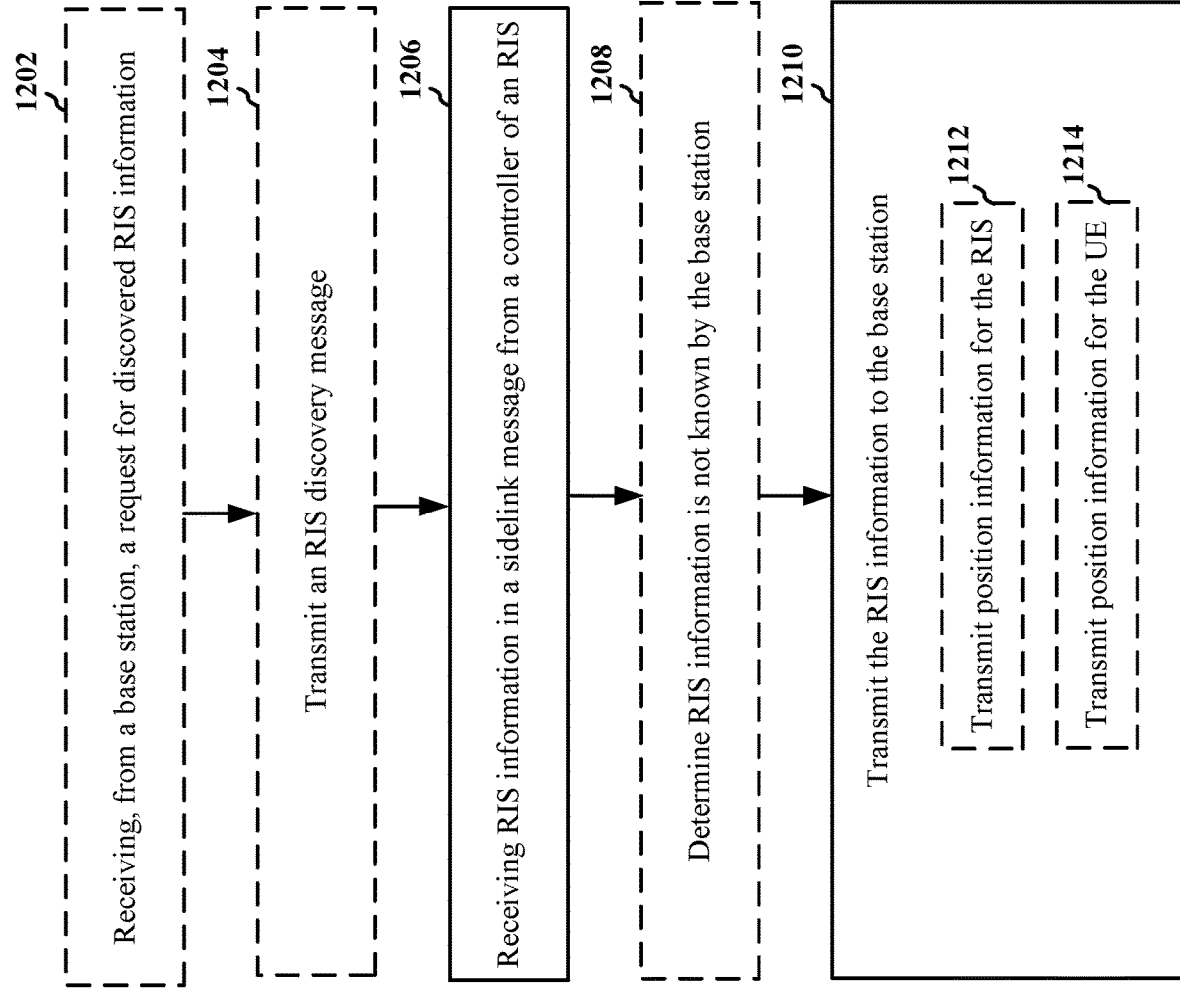 1202
Receiving, from a base station, a request for discovered RIS information
1204
Transmit an RIS discovery message
1206
Receiving RIS information in a sidelink message from a controller of an RIS
1208
Determine RIS information is not known by the base station
1210
Transmit the RIS information to the base station
1212
Transmit position information for the RIS
1214
Transmit position information for the UE